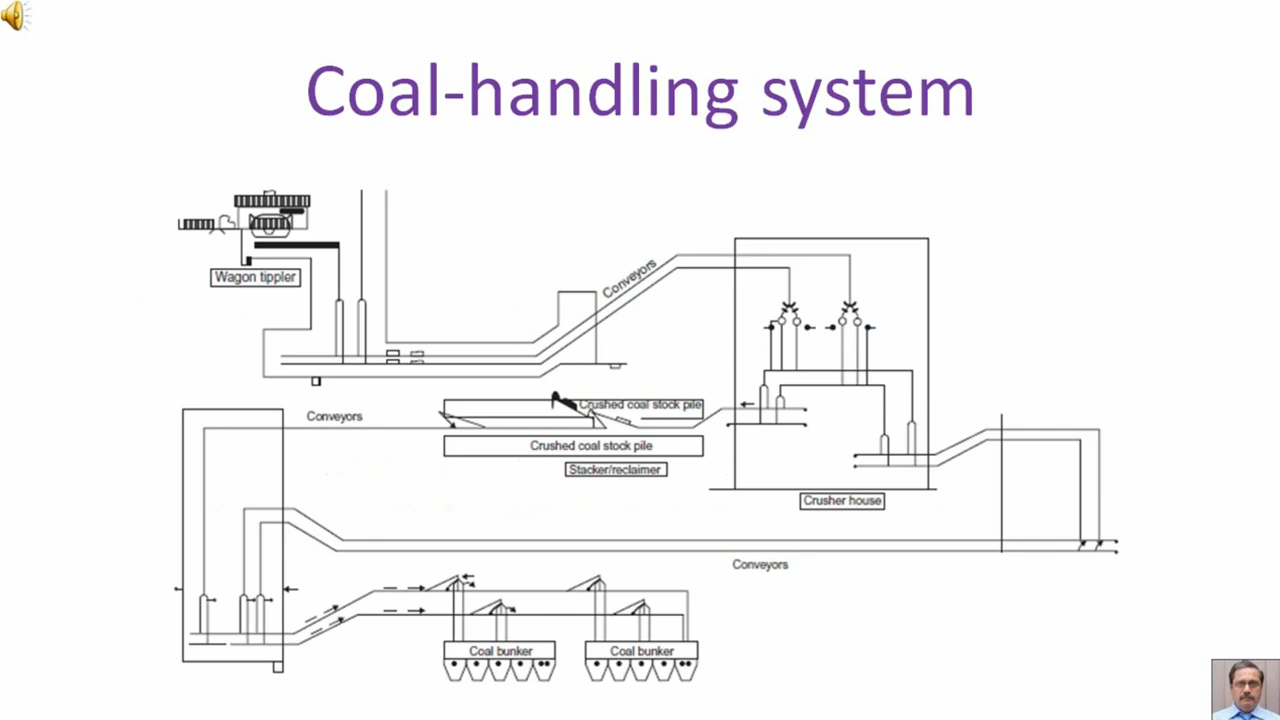 Coal-handling system
Wagon tippler
Conveyors
Conveyors
Crushed coal stock pile
Crushed coal stock pile
Stacker/reclaimer
Crusher house
Conveyors
Coal bunker
Coal bunker